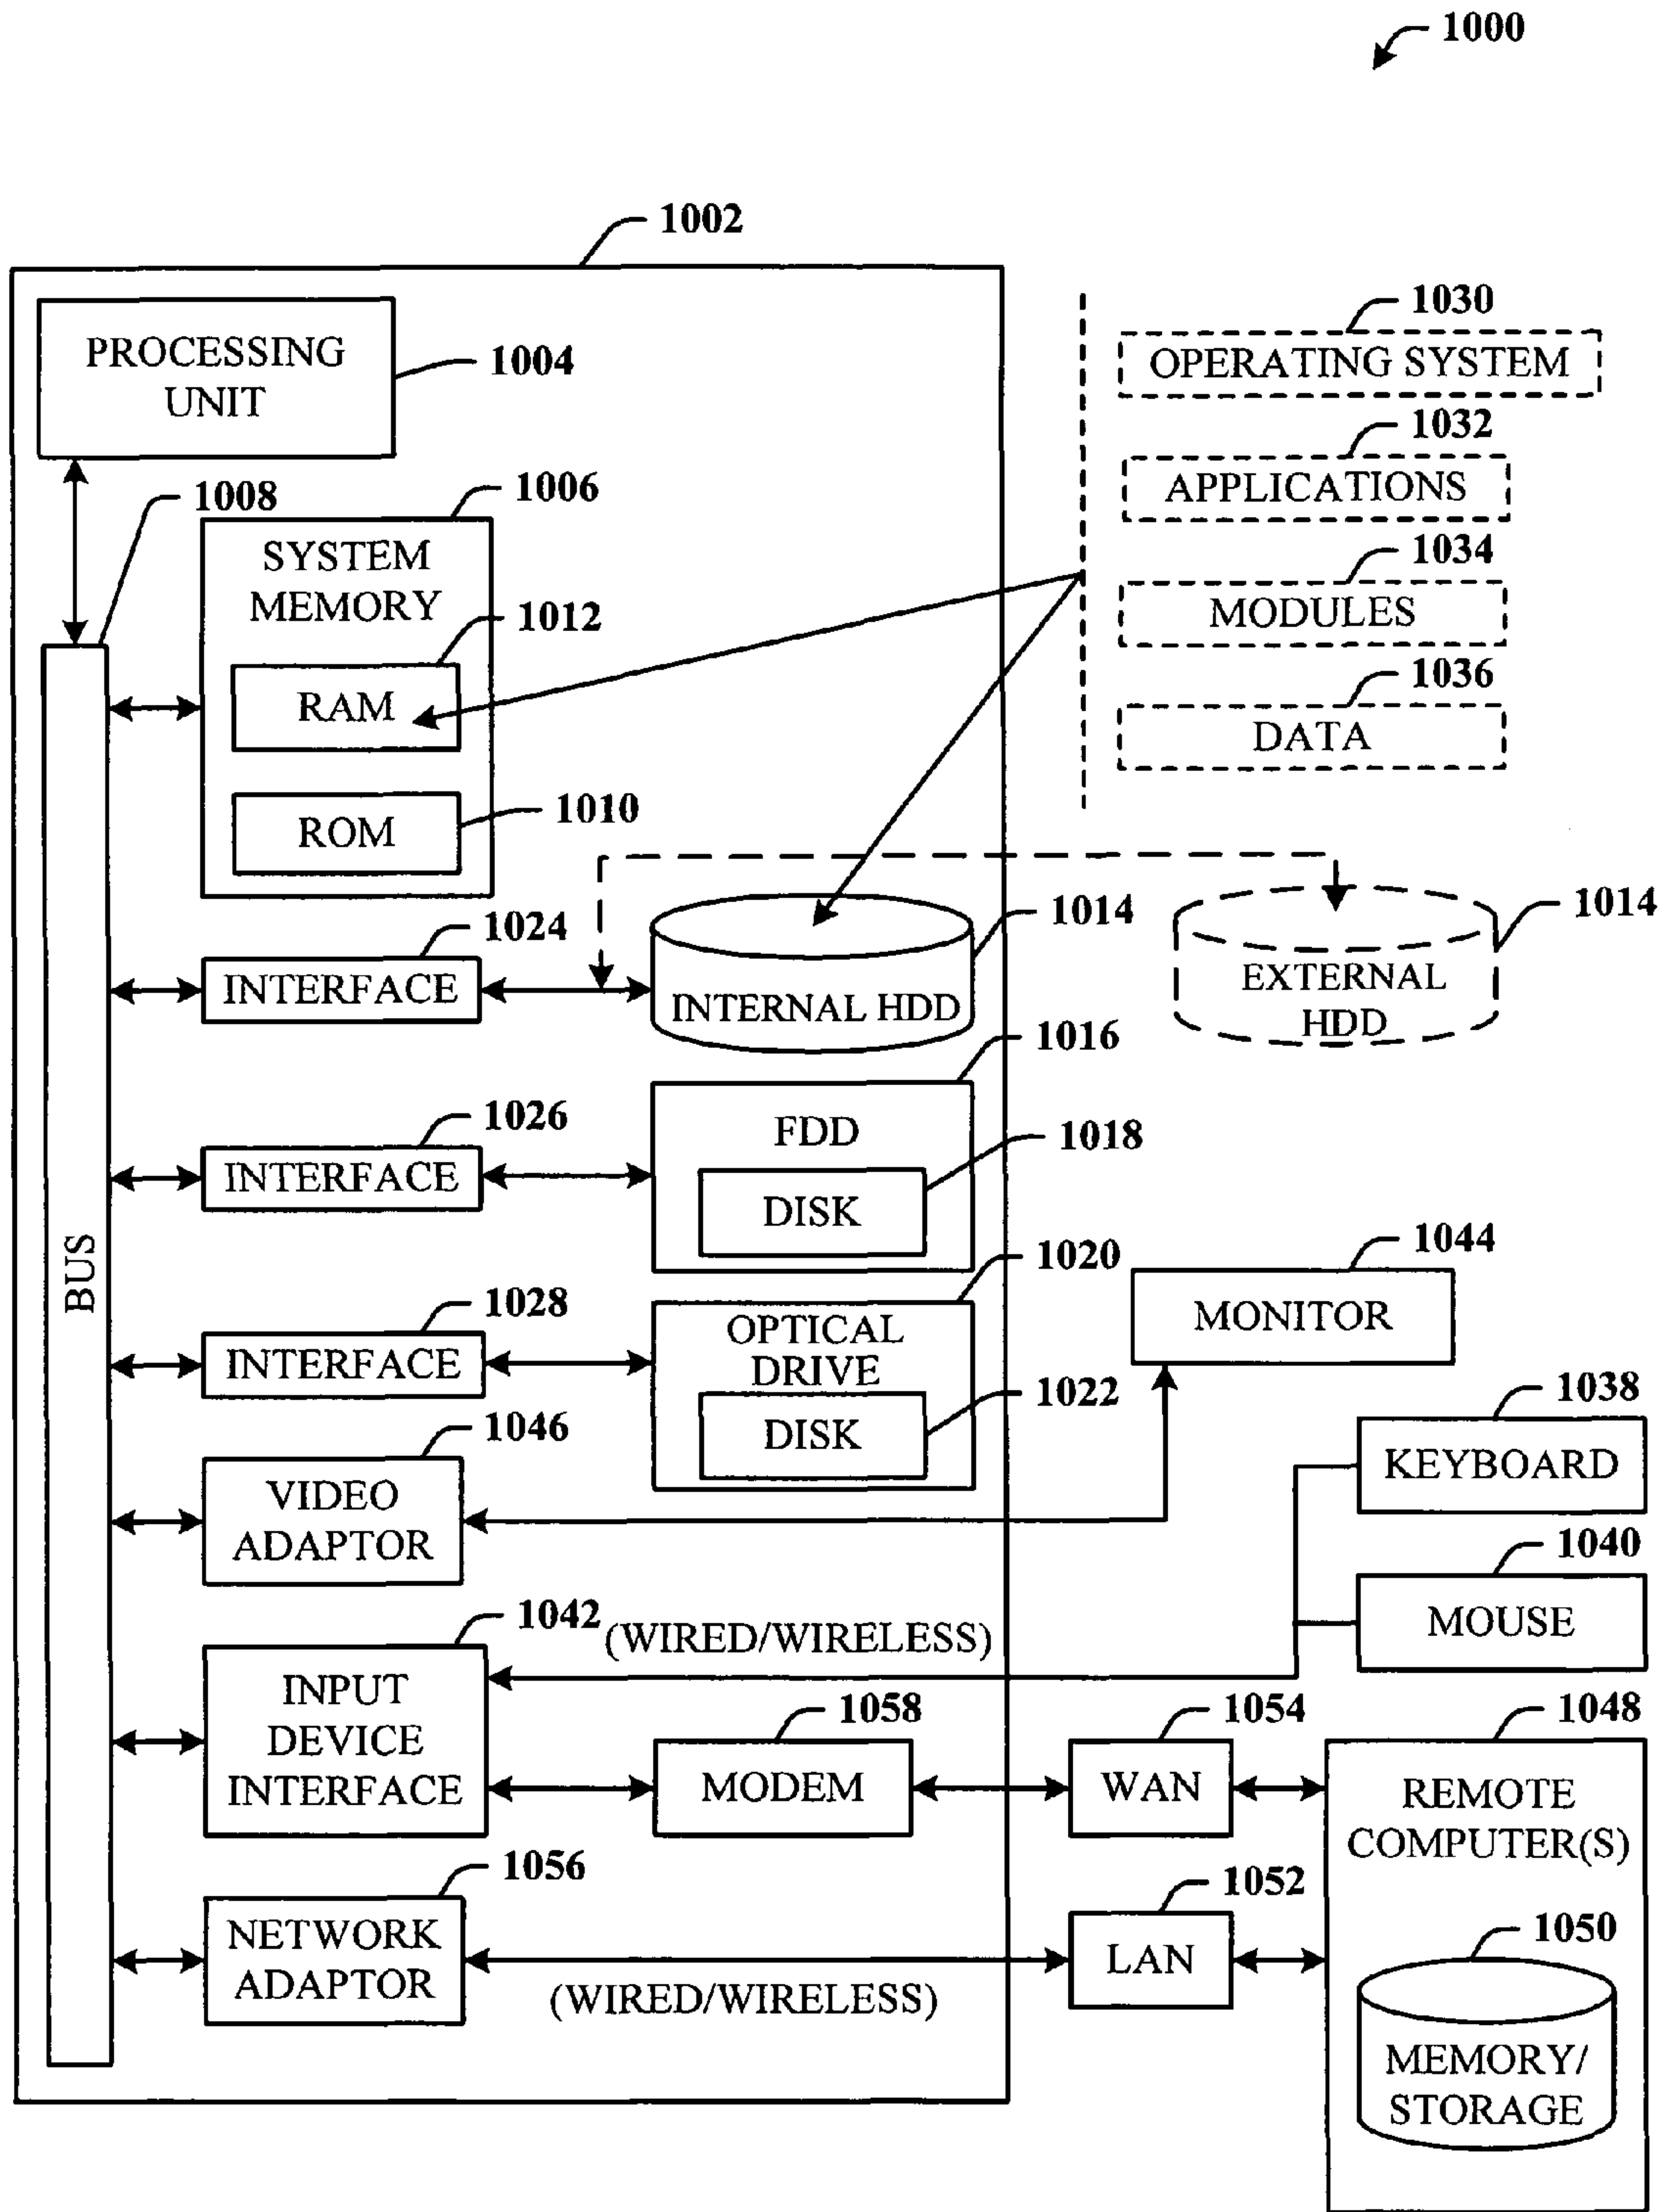 1000
1002
PROCESSING
UNIT
1004
1030
OPERATING SYSTEM
1032
APPLICATIONS
1034
MODULES
1036
DATA
1008
1006
SYSTEM
MEMORY
1012
RAM
1010
ROM
1024
INTERFACE
1014
INTERNAL HDD
1014
EXTERNAL
HDD
1026
INTERFACE
1016
FDD
1018
DISK
BUS
1028
INTERFACE
1020
OPTICAL
DRIVE
1022
DISK
1044
MONITOR
1046
VIDEO
ADAPTOR
1038
KEYBOARD
1040
MOUSE
1042
(WIRED/WIRELESS)
INPUT
DEVICE
INTERFACE
1058
MODEM
1054
WAN
1048
REMOTE
COMPUTER(S)
1056
NETWORK
ADAPTOR
(WIRED/WIRELESS)
1052
LAN
1050
MEMORY/
STORAGE